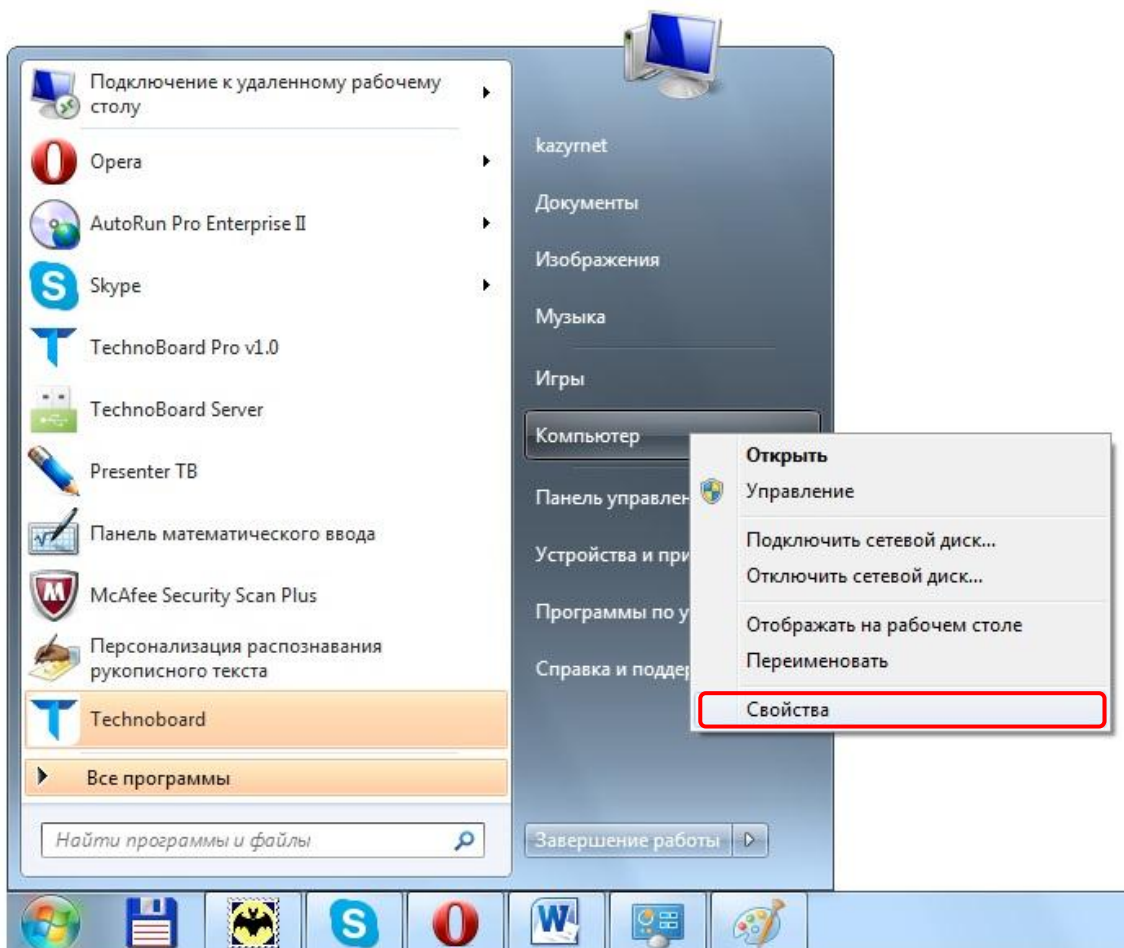 Подключение к удаленному рабочему
столу
Opera
AutoRun Pro Enterprise II
Skype
TechnoBoard Pro v1.0
TechnoBoard Server
Presenter TB
Панель математического ввода
McAfee Security Scan Plus
Персонализация распознавания
рукописного текста
Technoboard
Все программы
Найти программы и файлы
kazyrnet
Документы
Изображения
Музыка
Игры
Компьютер
Панель управлен
Устройства и при
Программы по у
Справка и поддер
Завершение работы
Открыть
Управление
Подключить сетевой диск...
Отключить сетевой диск...
Отображать на рабочем столе
Переименовать
Свойства